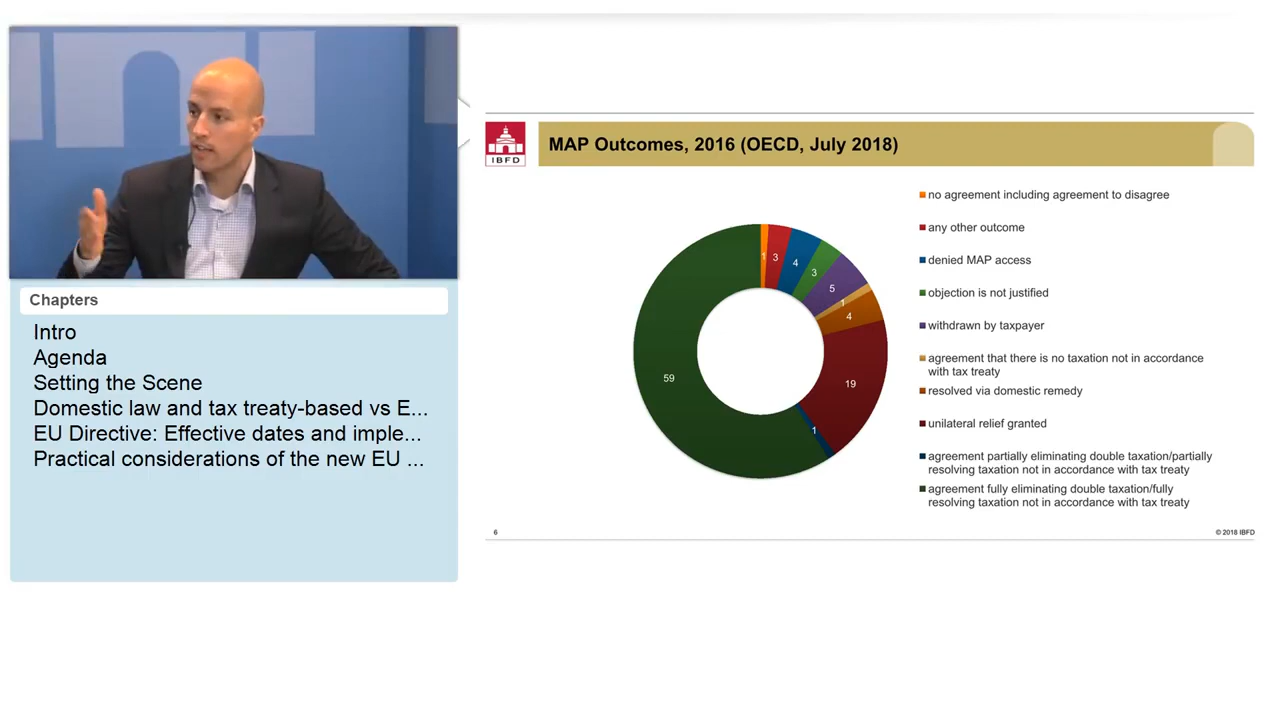 IBFD
MAP Outcomes, 2016 (OECD, July 2018)
Chapters
Intro
Agenda
Setting the Scene
Domestic law and tax treaty-based vs E...
EU Directive: Effective dates and imple...
Practical considerations of the new EU ...
1
3
4
3
5
1
4
19
1
59
no agreement including agreement to disagree
any other outcome
denied MAP access
objection is not justified
withdrawn by taxpayer
agreement that there is no taxation not in accordance
with tax treaty
resolved via domestic remedy
unilateral relief granted
agreement partially eliminating double taxation/partially
resolving taxation not in accordance with tax treaty
agreement fully eliminating double taxation/fully
resolving taxation not in accordance with tax treaty
6
© 2018 IBFD